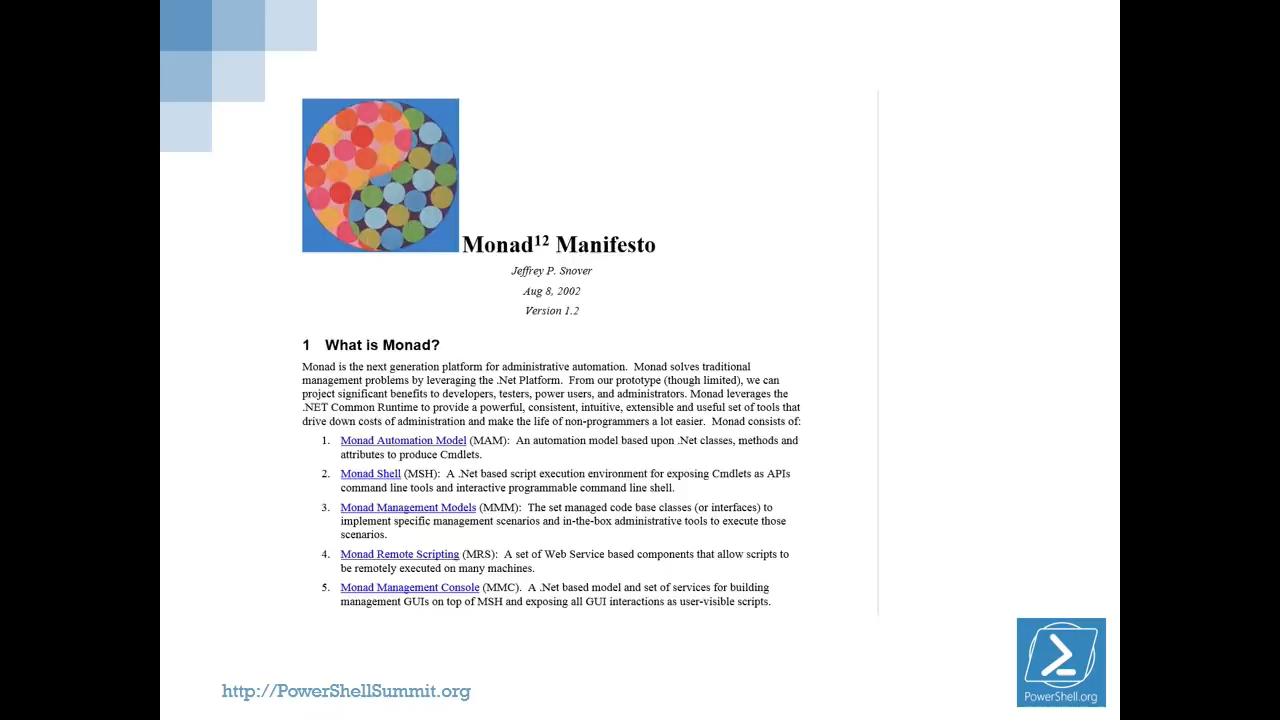 Monad12 Manifesto
Jeffrey P. Snover
Aug 8, 2002
Version 1.2
1 What is Monad?
Monad is the next generation platform for administrative automation. Monad solves traditional
management problems by leveraging the .Net Platform. From our prototype (though limited), we can
project significant benefits to developers, testers, power users, and administrators. Monad leverages the
.NET Common Runtime to provide a powerful, consistent, intuitive, extensible and useful set of tools that
drive down costs of administration and make the life of non-programmers a lot easier. Monad consists of:
1. Monad Automation Model (MAM): An automation model based upon .Net classes, methods and
attributes to produce Cmdlets.
2. Monad Shell (MSH): A .Net based script execution environment for exposing Cmdlets as APIs
command line tools and interactive programmable command line shell.
3. Monad Management Models (MMM): The set managed code base classes (or interfaces) to
implement specific management scenarios and in-the-box administrative tools to execute those
scenarios.
4. Monad Remote Scripting (MRS): A set of Web Service based components that allow scripts to
be remotely executed on many machines.
5. Monad Management Console (MMC). A .Net based model and set of services for building
management GUIs on top of MSH and exposing all GUI interactions as user-visible scripts.
http://PowerShellSummit.org
PowerShell.org